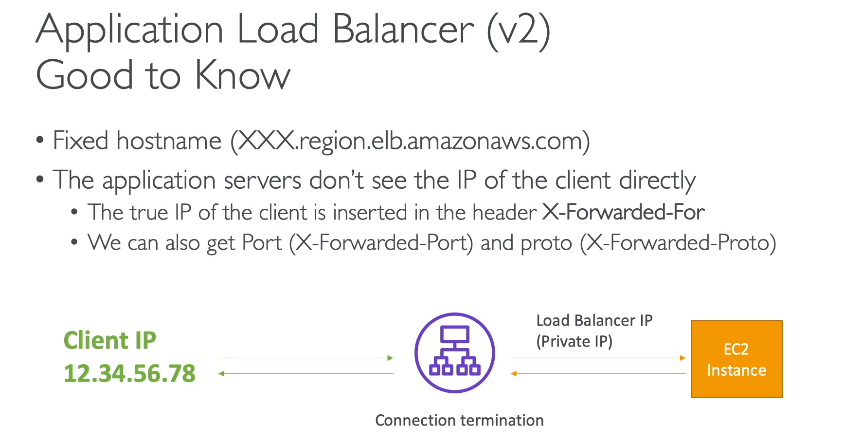 Application Load Balancer (v2)
Good to Know
• Fixed hostname (XXX.region.elb.amazonaws.com)
• The application servers don’t see the IP of the client directly
• The true IP of the client is inserted in the header X-Forwarded-For
• We can also get Port (X-Forwarded-Port) and proto (X-Forwarded-Proto)
Client IP
12.34.56.78
Load Balancer IP
(Private IP)
EC2
Instance
Connection termination